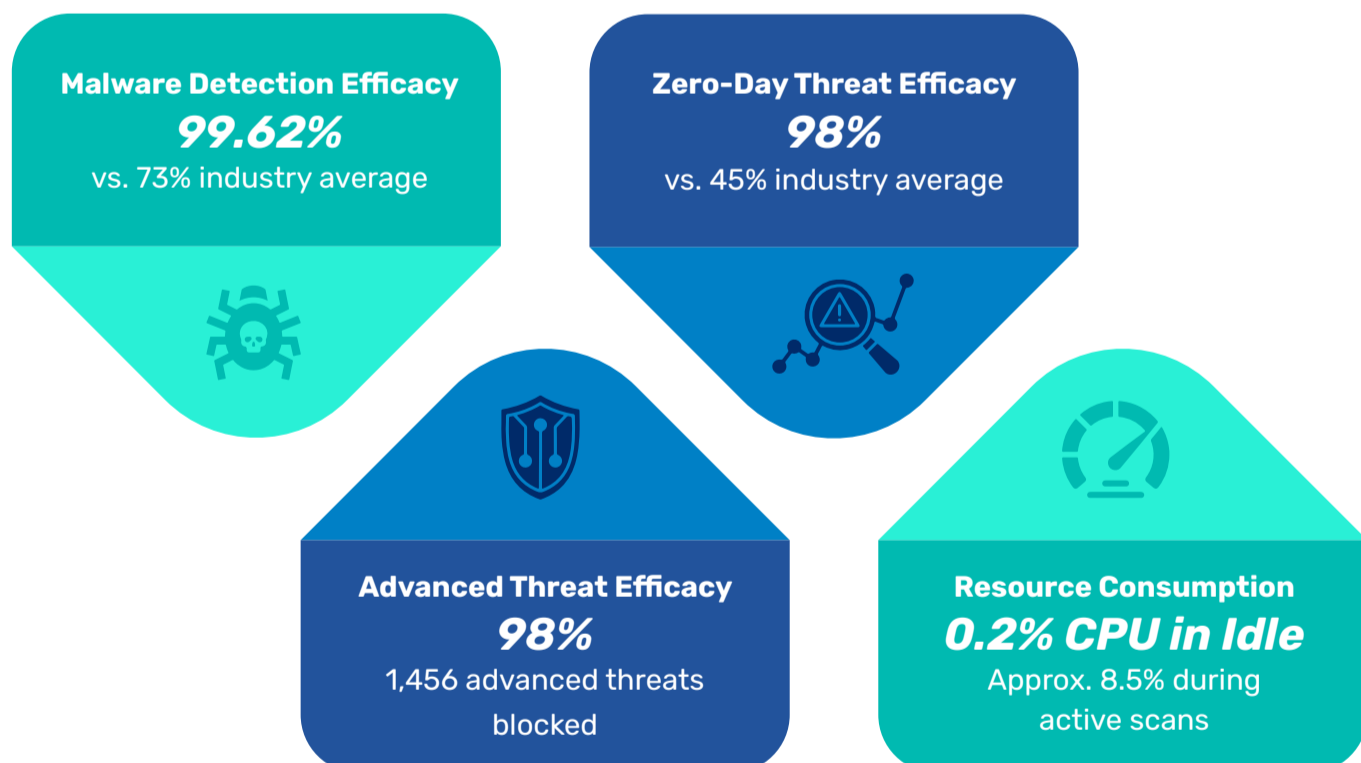 Malware Detection Efficacy
99.62%
vs. 73% industry average
Zero-Day Threat Efficacy
98%
vs. 45% industry average
Advanced Threat Efficacy
98%
1,456 advanced threats
blocked
Resource Consumption
0.2% CPU in Idle
Approx. 8.5% during
active scans